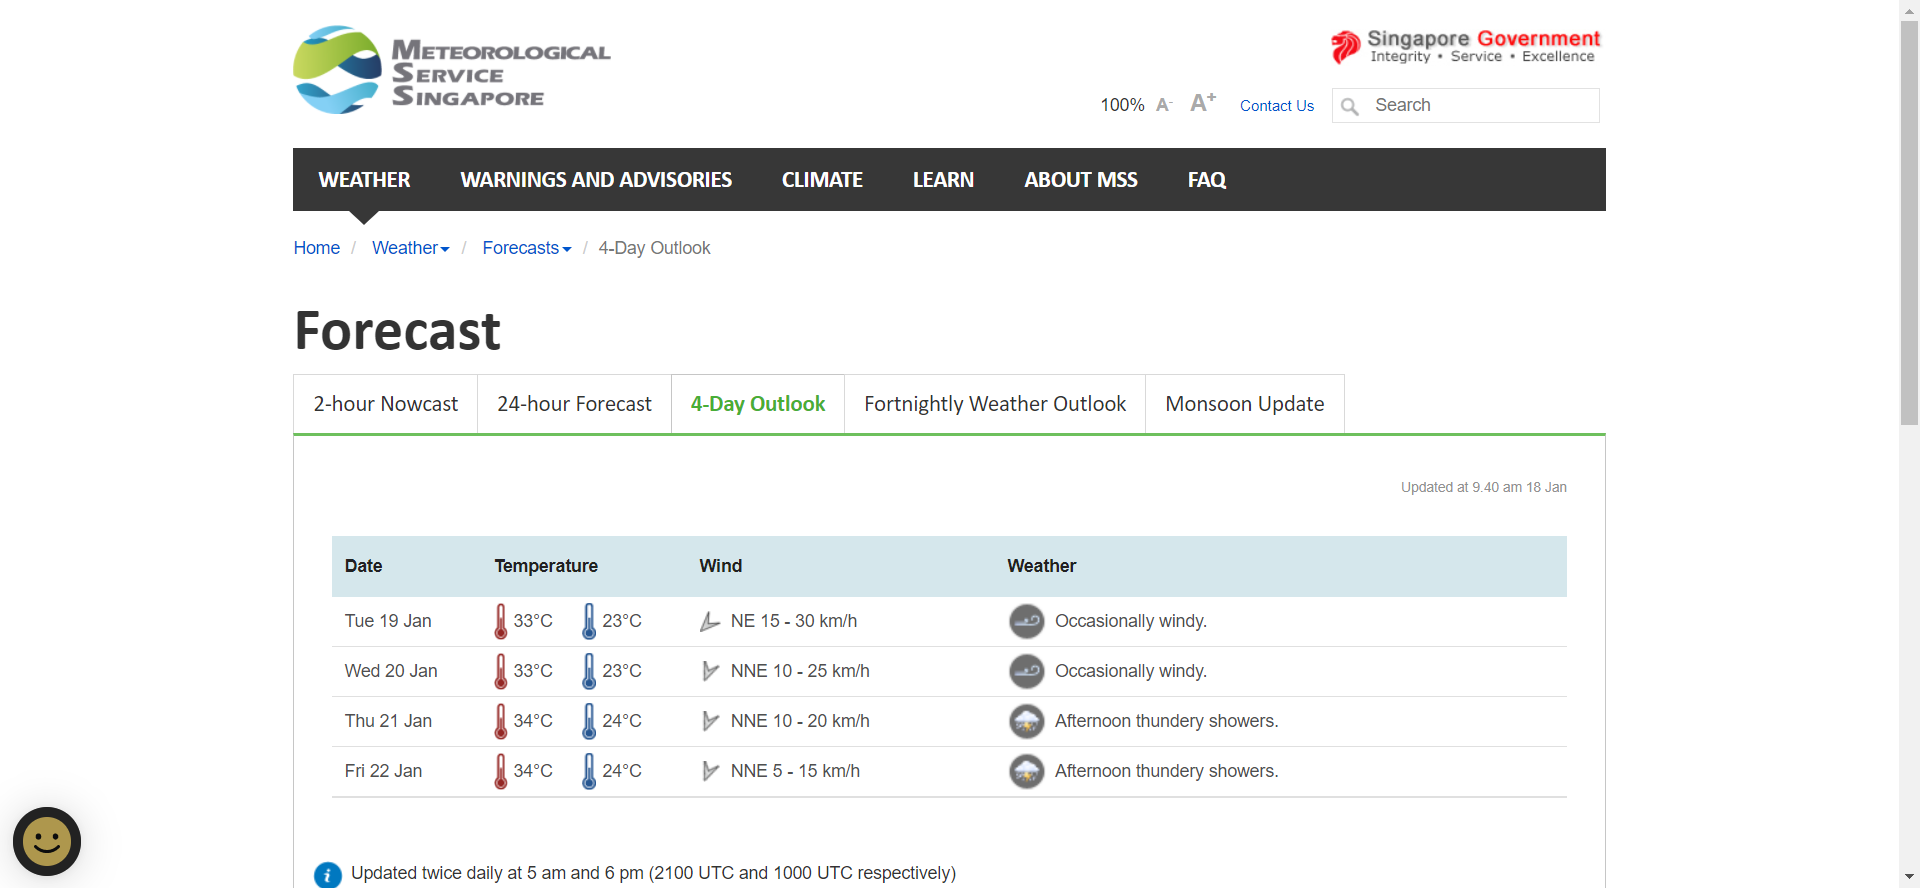 METEOROLOGICAL
SERVICE
SINGAPORE
Singapore Government
Integrity • Service • Excellence
100% A- A+ Contact Us Search
WEATHER WARNINGS AND ADVISORIES CLIMATE LEARN ABOUT MSS FAQ
Home / Weather / Forecasts / 4-Day Outlook
Forecast
2-hour Nowcast 24-hour Forecast 4-Day Outlook Fortnightly Weather Outlook Monsoon Update
Updated at 9.40 am 18 Jan
Date Temperature Wind Weather
Tue 19 Jan 33°C 23°C NE 15 - 30 km/h Occasionally windy.
Wed 20 Jan 33°C 23°C NNE 10 - 25 km/h Occasionally windy.
Thu 21 Jan 34°C 24°C NNE 10 - 20 km/h Afternoon thundery showers.
Fri 22 Jan 34°C 24°C NNE 5 - 15 km/h Afternoon thundery showers.
Updated twice daily at 5 am and 6 pm (2100 UTC and 1000 UTC respectively)